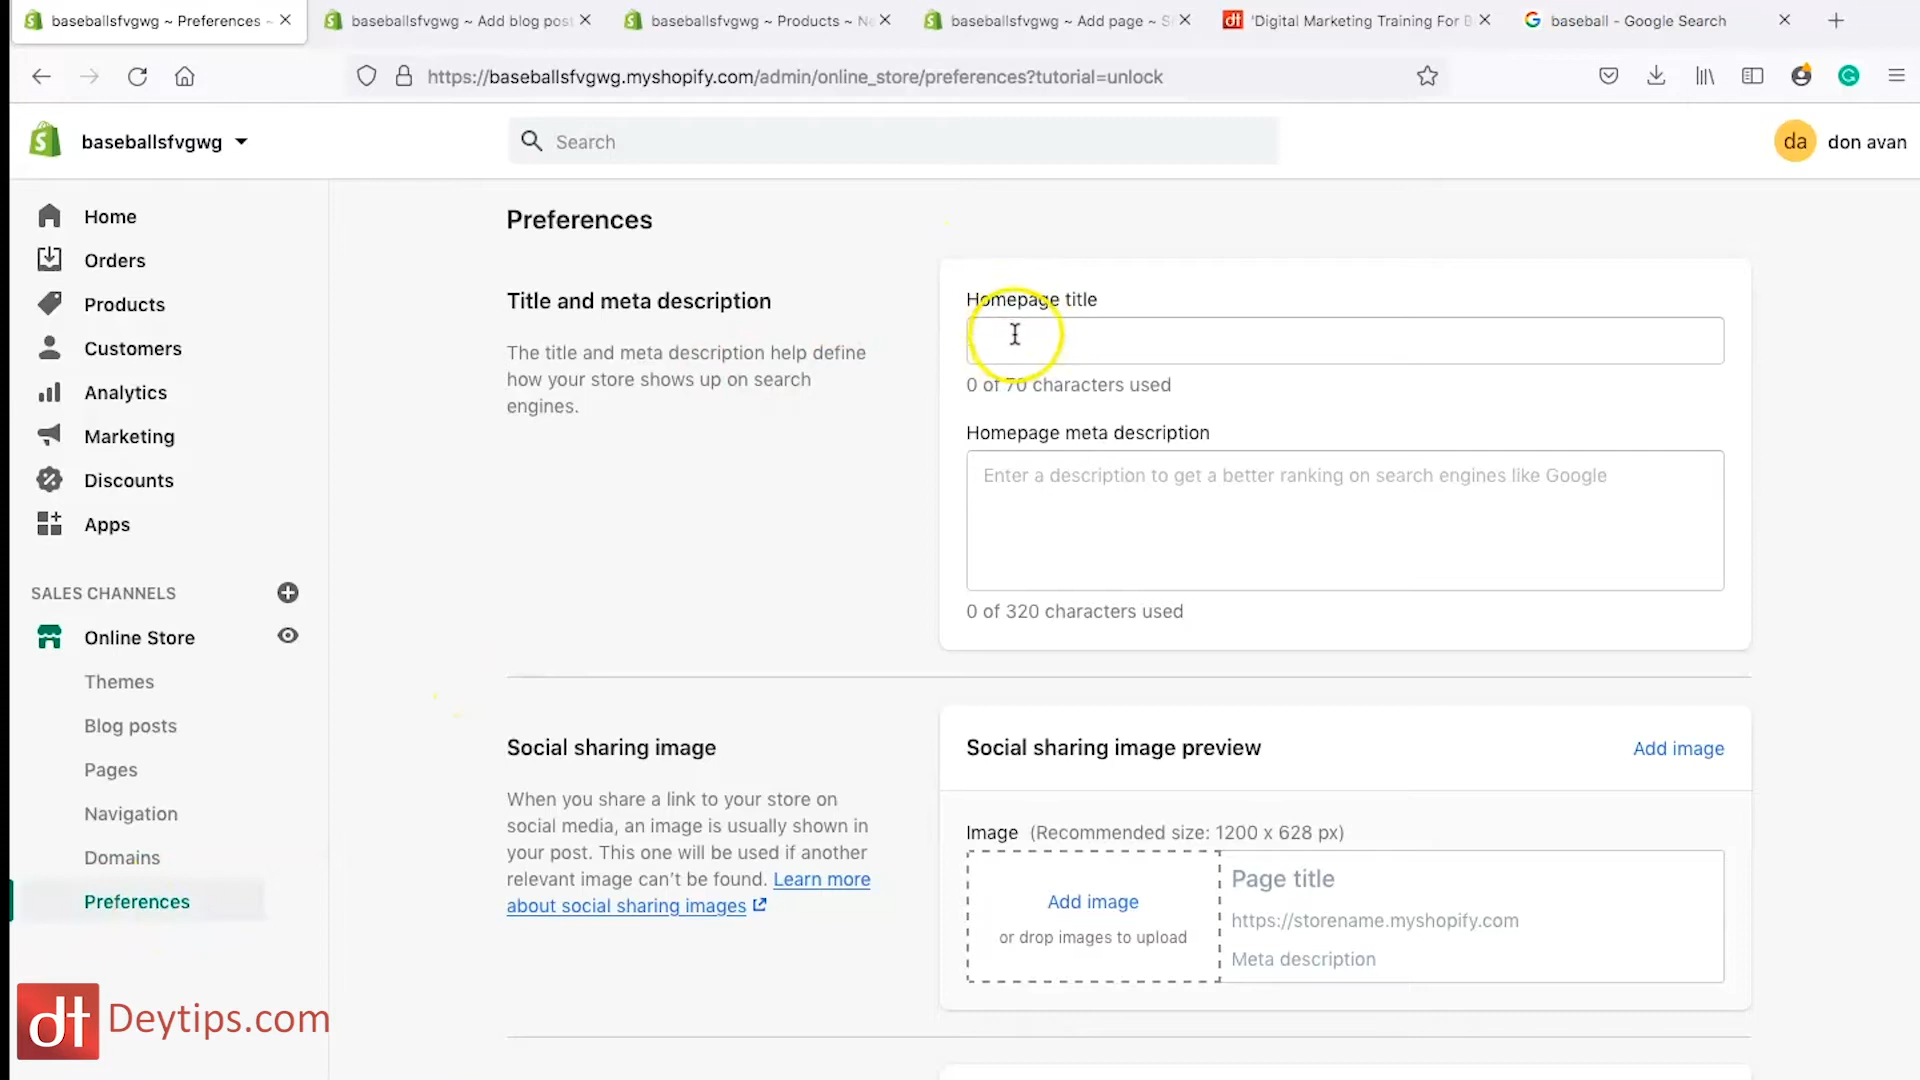 baseballsfvgwg ~ Preferences ~
baseballsfvgwg ~ Add blog post
baseballsfvgwg ~ Products ~ Ne
baseballsfvgwg ~ Add page ~ S
'Digital Marketing Training For B
baseball - Google Search
https://baseballsfvgwg.myshopify.com/admin/online_store/preferences?tutorial=unlock
baseballsfvgwg
Search
da
don avan
Home
Orders
Products
Customers
Analytics
Marketing
Discounts
Apps
SALES CHANNELS
Online Store
Themes
Blog posts
Pages
Navigation
Domains
Preferences
Preferences
Title and meta description
The title and meta description help define
how your store shows up on search
engines.
Homepage title
0 of 70 characters used
Homepage meta description
Enter a description to get a better ranking on search engines like Google
0 of 320 characters used
Social sharing image
When you share a link to your store on
social media, an image is usually shown in
your post. This one will be used if another
relevant image can't be found. Learn more
about social sharing images
Social sharing image preview
Add image
Image (Recommended size: 1200 x 628 px)
Add image
or drop images to upload
Page title
https://storename.myshopify.com
Meta description
dt Deytips.com